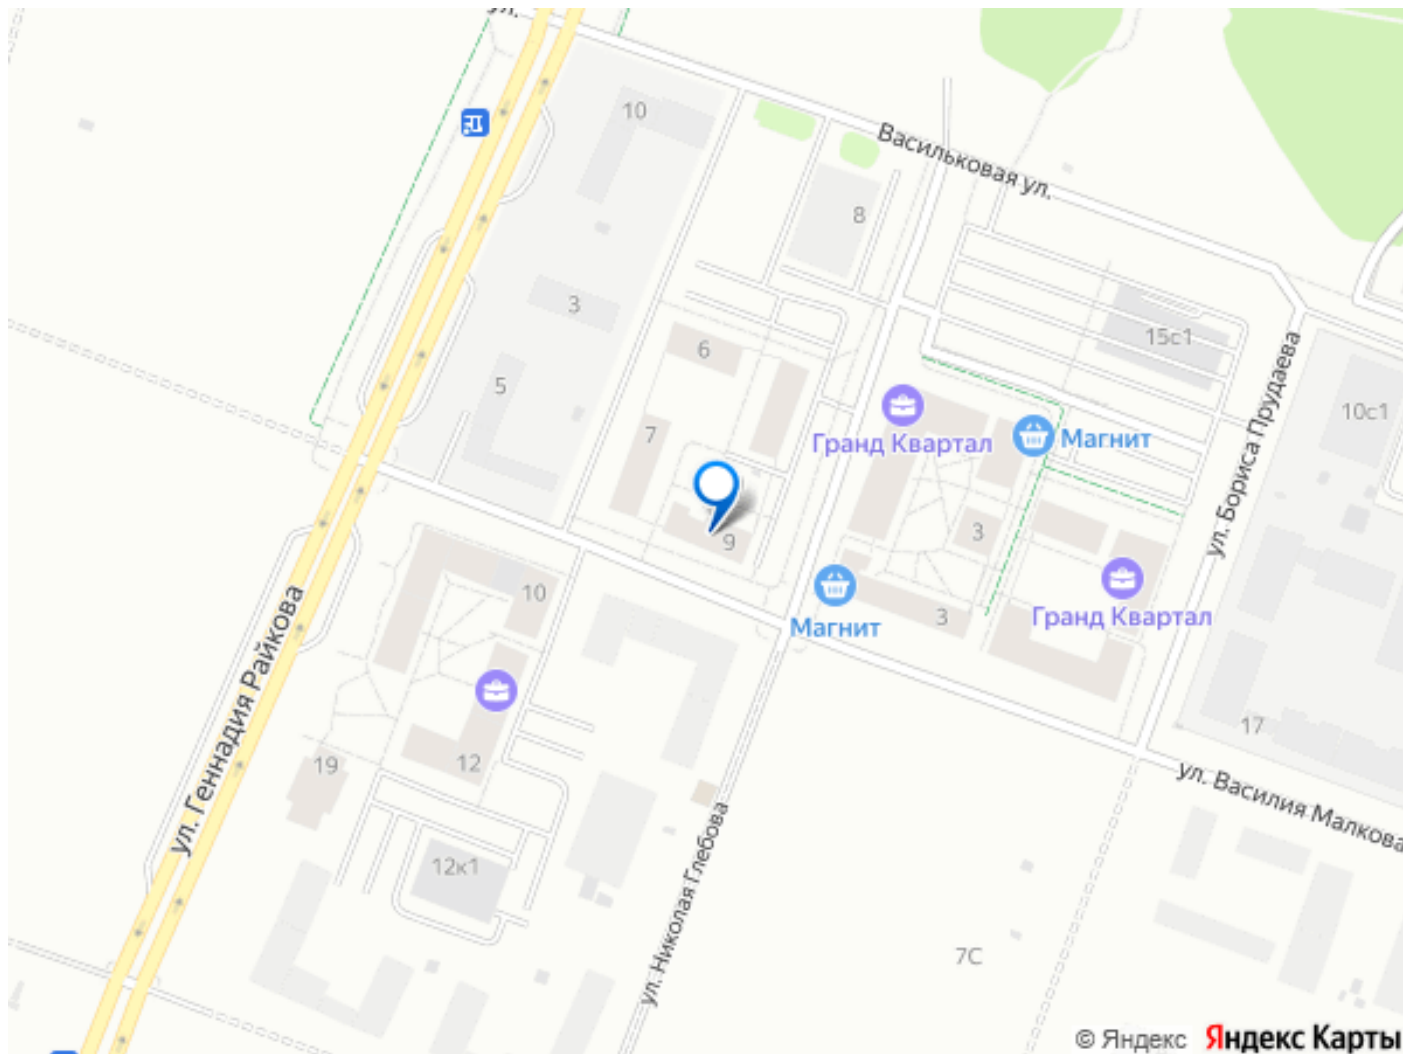 ул.
10
Васильковая ул.
8
3
15с1
6
5
10с1
7
Гранд Квартал
Магнит
ул. Бориса Прудаева
9
3
10
3
Гранд Квартал
Магнит
ул. Геннадия Райкова
17
19
12
ул. Василия Малкова
12к1
ул. Николая Глебова
7С
© Яндекс Яндекс Карты